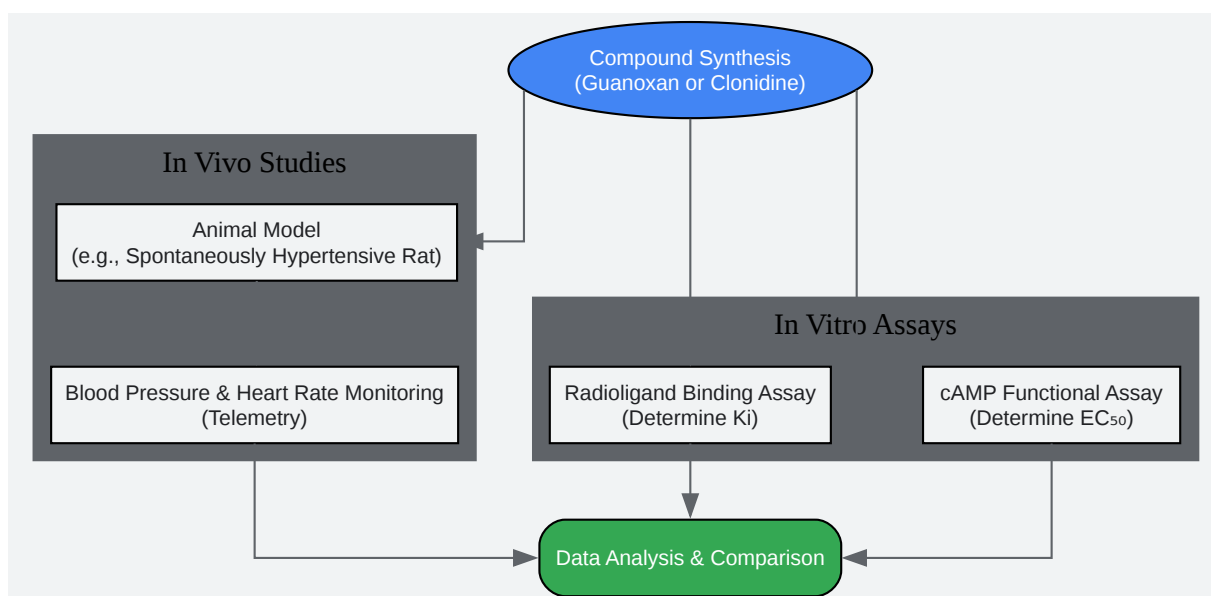 Compound Synthesis
(Guanoxan or Clonidine)
In Vivo Studies
Animal Model
(e.g., Spontaneously Hypertensive Rat)
Blood Pressure & Heart Rate Monitoring
(Telemetry)
In Vitro Assays
Radioligand Binding Assay
(Determine Ki)
cAMP Functional Assay
(Determine EC₅₀)
Data Analysis & Comparison